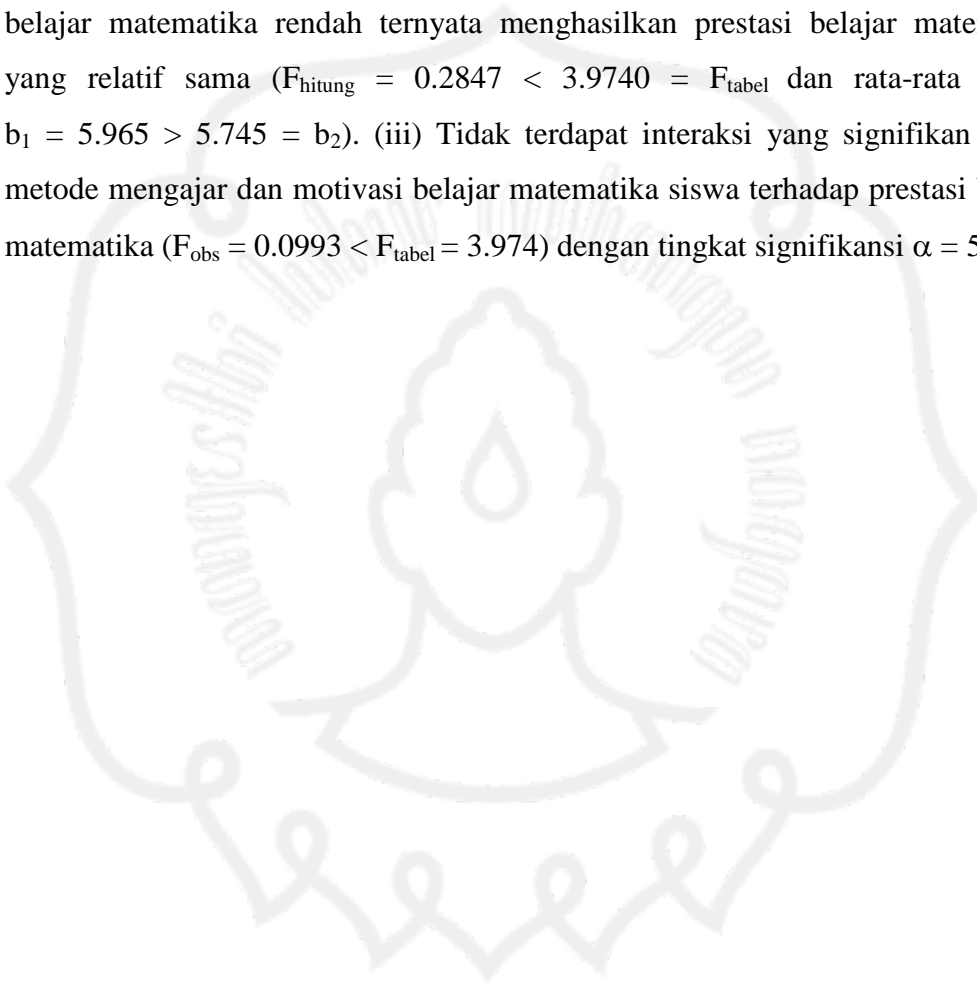 belajar matematika rendah ternyata menghasilkan prestasi belajar mate
yang relatif sama (Fhitung = 0.2847 < 3.9740 = Ftabel dan rata-rata
b1 = 5.965 > 5.745 = b2). (iii) Tidak terdapat interaksi yang signifikan
metode mengajar dan motivasi belajar matematika siswa terhadap prestasi
matematika (Fobs = 0.0993 < Ftabel = 3.974) dengan tingkat signifikansi α = 5